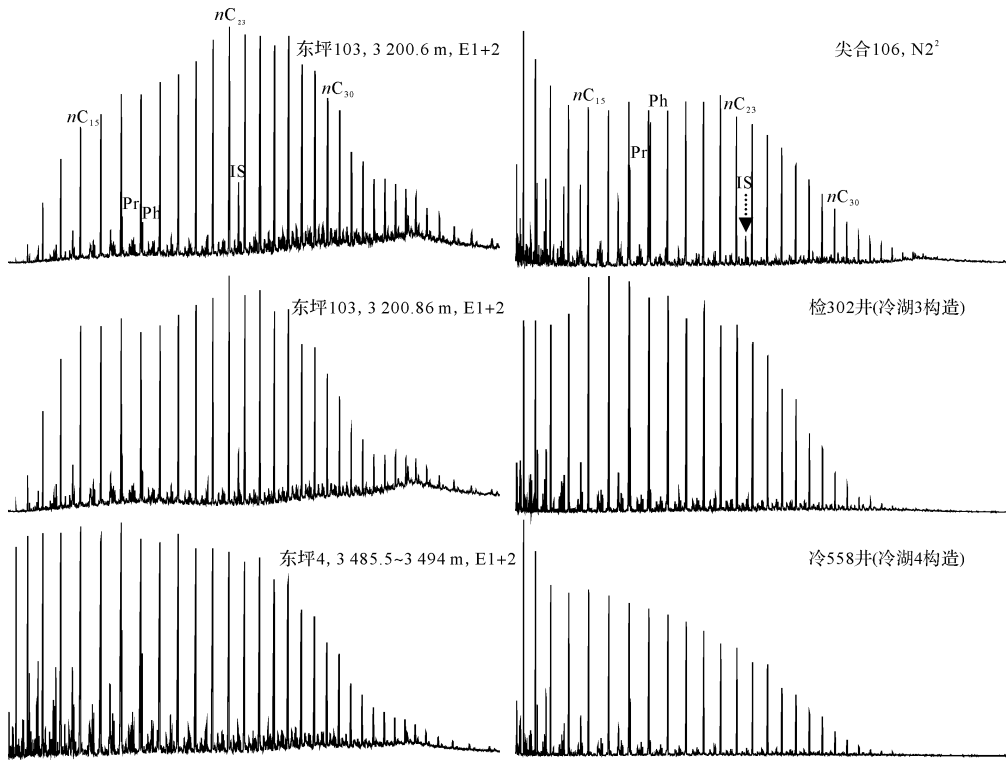 nC₂₃
东坪103, 3 200.6 m, E1+2
nC₃₀
nC₁₅
IS
Pr
Ph
尖合106, N2²
nC₁₅
Ph
nC₂₃
Pr
IS
nC₃₀
东坪103, 3 200.86 m, E1+2
检302井(冷湖3构造)
东坪4, 3 485.5~3 494 m, E1+2
冷558井(冷湖4构造)